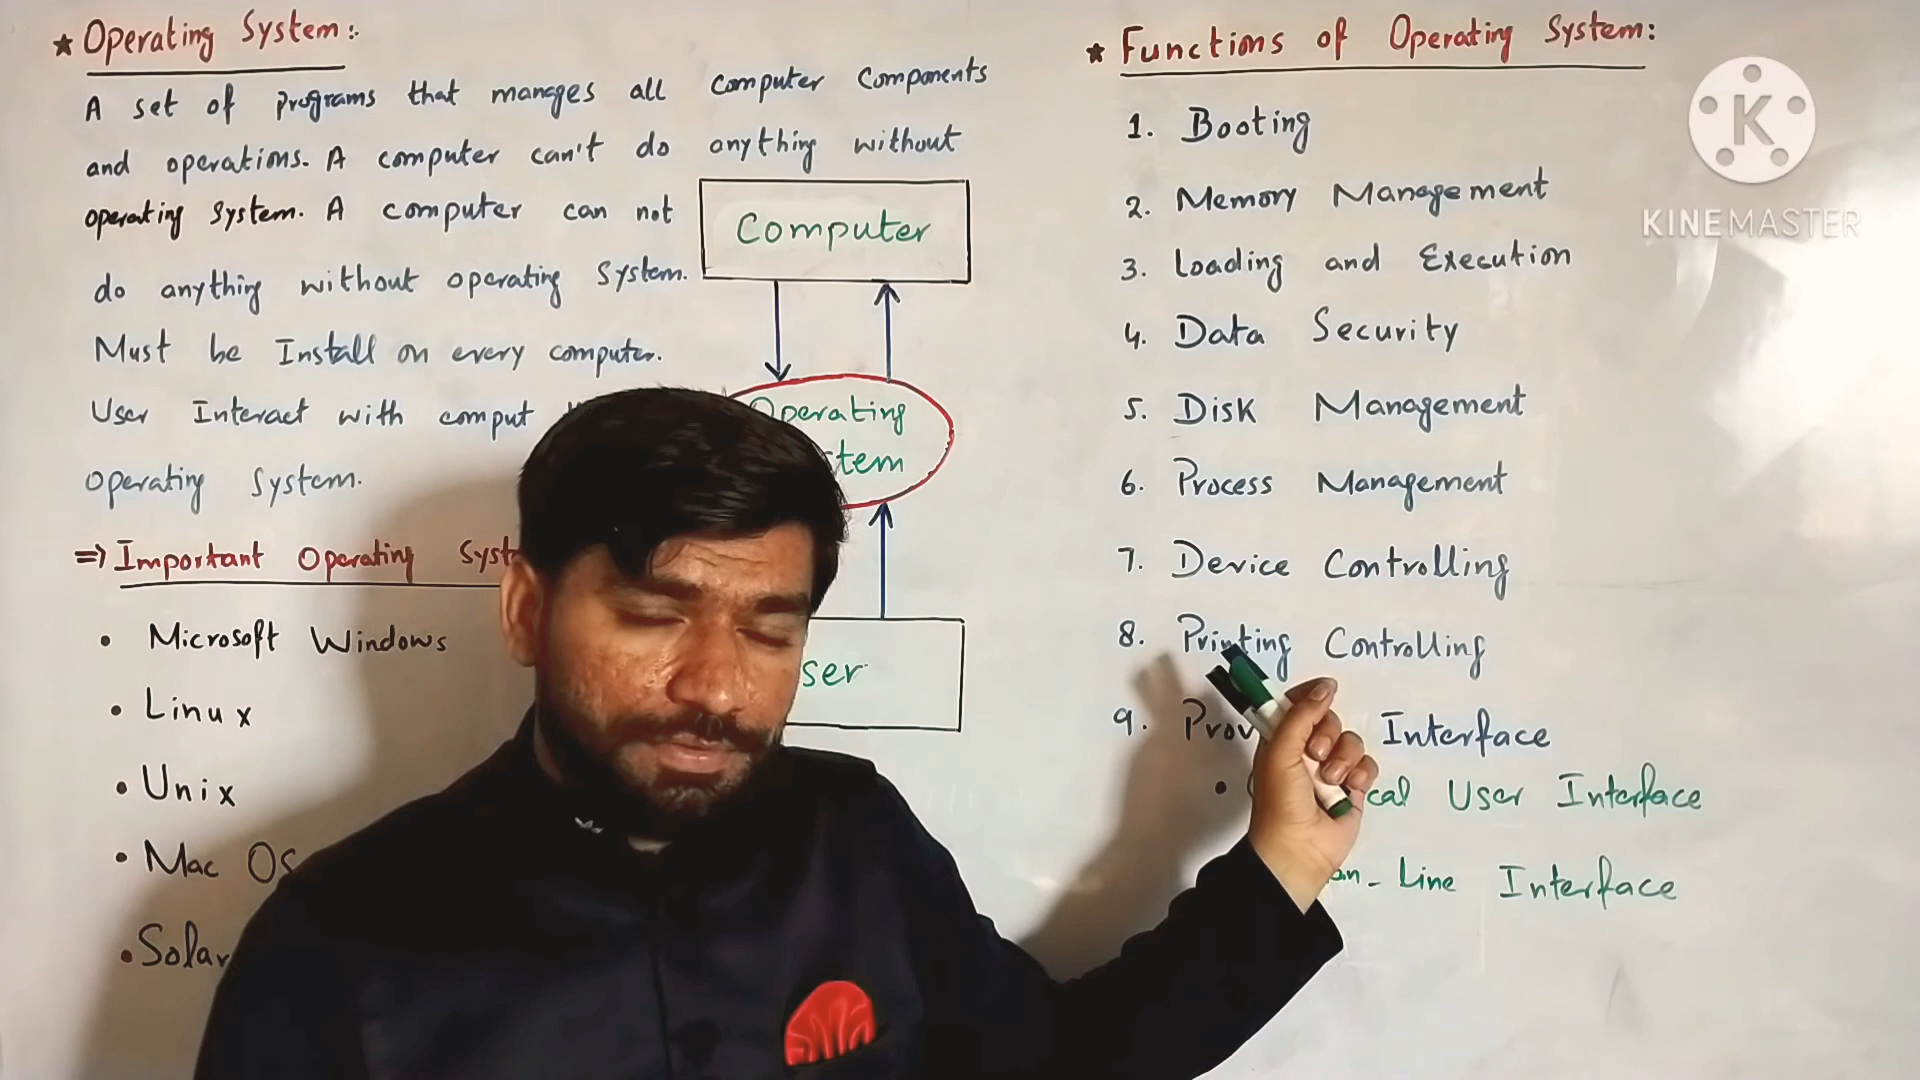 ★ Operating System:
A set of programs that manages all computer components
and operations. A computer can't do anything without
operating system. A computer can not
do anything without operating system.
Must be Install on every computer.
User Interact with comput
operating system.
⇒ Important Operating Syst
• Microsoft Windows
• Linux
• Unix
• Mac OS
• Solar
Computer
Operating
stem
ser
★ Functions of Operating System:
1. Booting
2. Memory Management
3. Loading and Execution
4. Data Security
5. Disk Management
6. Process Management
7. Device Controlling
8. Printing Controlling
9. Prov Interface
• cal User Interface
an-Line Interface
KINEMASTER